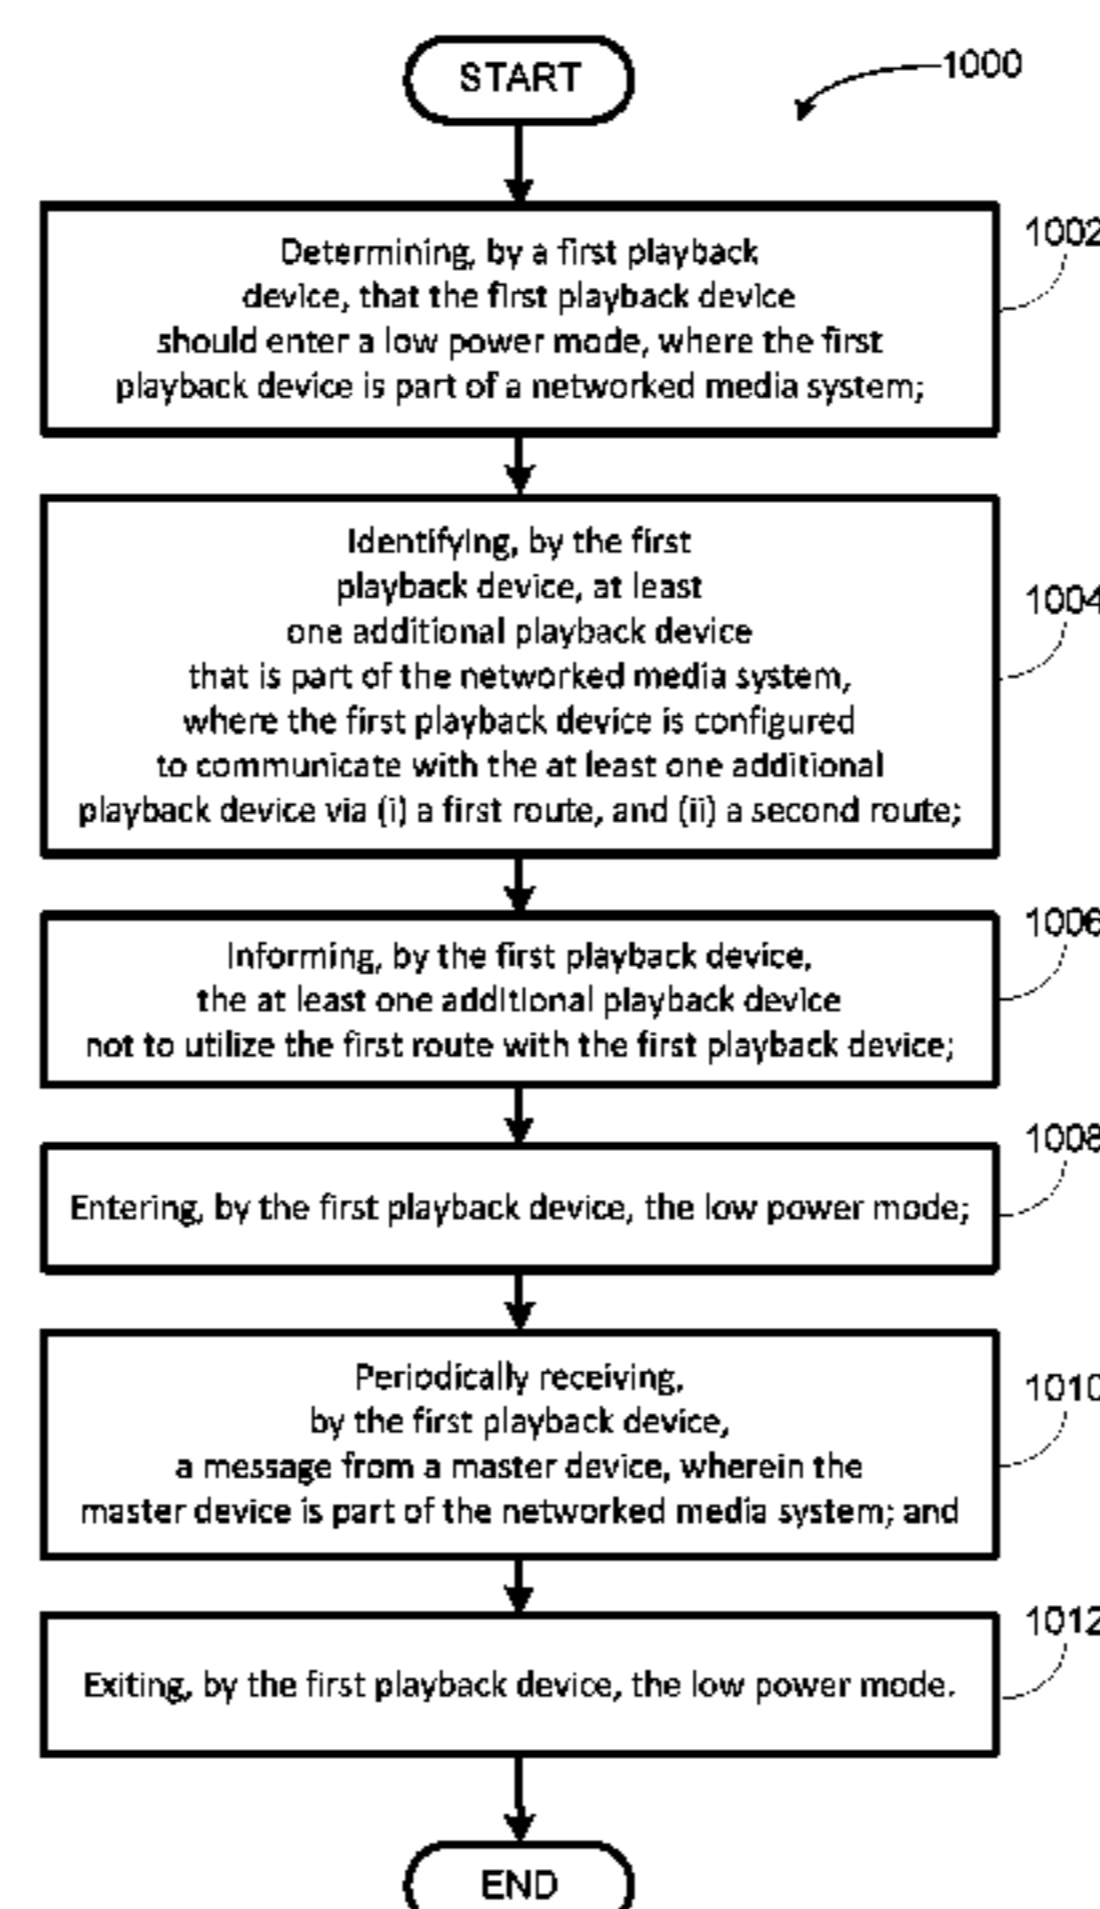 START
1000
Determining, by a first playback
device, that the first playback device
should enter a low power mode, where the first
playback device is part of a networked media system;
1002
Identifying, by the first
playback device, at least
one additional playback device
that is part of the networked media system,
where the first playback device is configured
to communicate with the at least one additional
playback device via (i) a first route, and (ii) a second route;
1004
Informing, by the first playback device,
the at least one additional playback device
not to utilize the first route with the first playback device;
1006
Entering, by the first playback device, the low power mode;
1008
Periodically receiving,
by the first playback device,
a message from a master device, wherein the
master device is part of the networked media system; and
1010
Exiting, by the first playback device, the low power mode.
1012
END